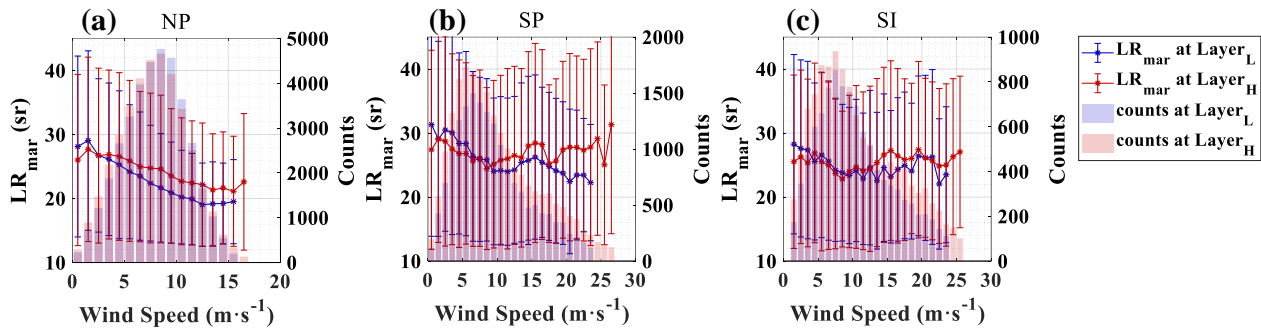 (a) NP
45
40
30
20
10
LR_mar (sr)
5000
4000
3000
2000
1000
0
Counts
0 5 10 15 20
Wind Speed (m·s⁻¹)
(b) SP
40
30
20
10
LR_mar (sr)
2000
1500
1000
500
0
Counts
0 5 10 15 20 25 30
Wind Speed (m·s⁻¹)
(c) SI
40
30
20
10
LR_mar (sr)
1000
800
600
400
200
0
Counts
0 5 10 15 20 25 30
Wind Speed (m·s⁻¹)
LR_mar at Layer_L
LR_mar at Layer_H
counts at Layer_L
counts at Layer_H